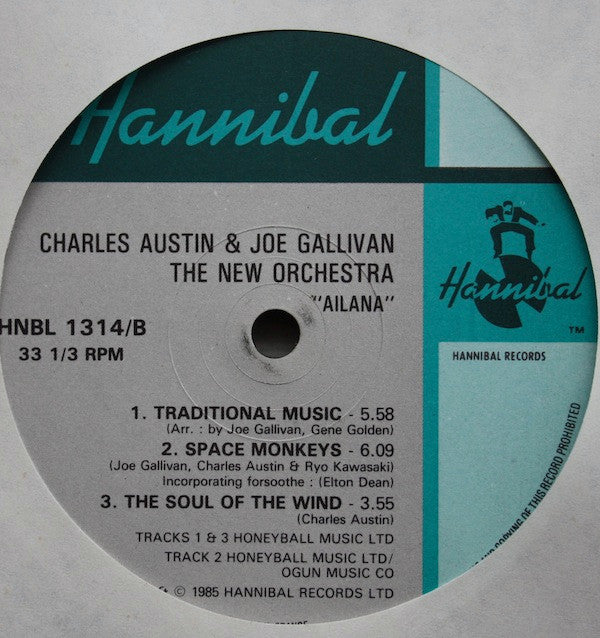 Hannibal
CHARLES AUSTIN & JOE GALLIVAN
THE NEW ORCHESTRA
"AILANA"
HNBL 1314/B
33 1/3 RPM
Hannibal
TM
HANNIBAL RECORDS
1. TRADITIONAL MUSIC - 5.58
(Arr. : by Joe Gallivan, Gene Golden)
2. SPACE MONKEYS - 6.09
(Joe Gallivan, Charles Austin & Ryo Kawasaki)
Incorporating forsoothe : (Elton Dean)
3. THE SOUL OF THE WIND - 3.55
(Charles Austin)
TRACKS 1 & 3 HONEYBALL MUSIC LTD
TRACK 2 HONEYBALL MUSIC LTD/
OGUN MUSIC CO
© 1985 HANNIBAL RECORDS LTD
AND COPYING OF THIS RECORD PROHIBITED